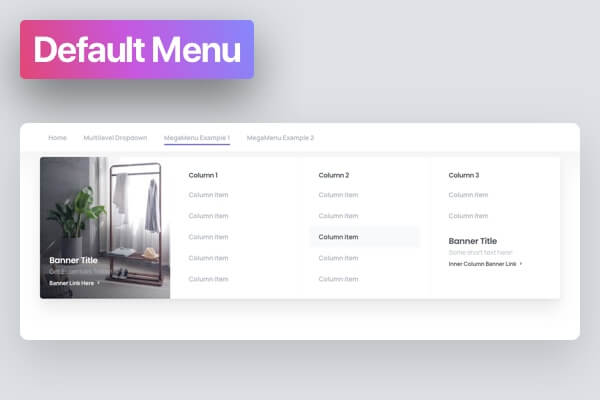 Default Menu
Home
Multilevel Dropdown
MegaMenu Example 1
MegaMenu Example 2
Column 1
Column Item
Column Item
Column Item
Column Item
Column Item
Column 2
Column Item
Column Item
Column Item
Column Item
Column Item
Column 3
Column Item
Column Item
Banner Title
Some short text here!
Inner Column Banner Link
Banner Title
Banner Link Here